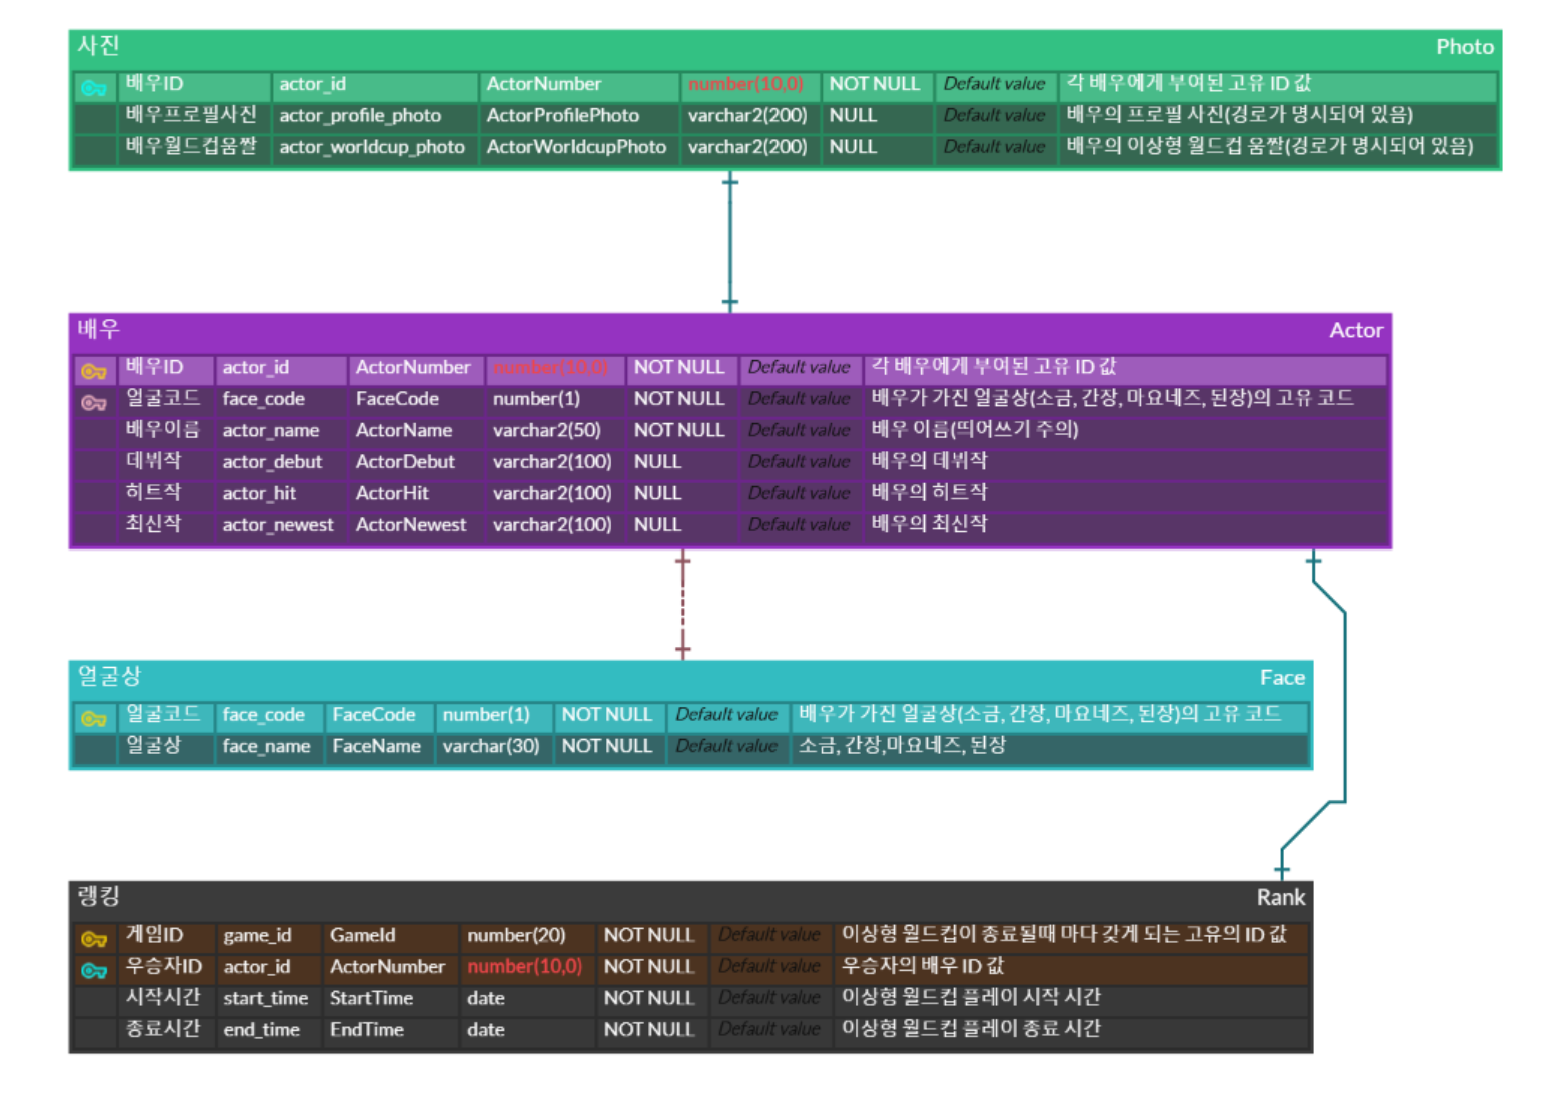 사진 Photo
배우ID actor_id ActorNumber number(10,0) NOT NULL Default value 각 배우에게 부여된 고유 ID 값
배우프로필사진 actor_profile_photo ActorProfilePhoto varchar2(200) NULL Default value 배우의 프로필 사진(경로가 명시되어 있음)
배우월드컵움짤 actor_worldcup_photo ActorWorldcupPhoto varchar2(200) NULL Default value 배우의 이상형 월드컵 움짤(경로가 명시되어 있음)
배우 Actor
배우ID actor_id ActorNumber number(10,0) NOT NULL Default value 각 배우에게 부여된 고유 ID 값
얼굴코드 face_code FaceCode number(1) NOT NULL Default value 배우가 가진 얼굴상(소금, 간장, 마요네즈, 된장)의 고유 코드
배우이름 actor_name ActorName varchar2(50) NOT NULL Default value 배우 이름(띄어쓰기 주의)
데뷔작 actor_debut ActorDebut varchar2(100) NULL Default value 배우의 데뷔작
히트작 actor_hit ActorHit varchar2(100) NULL Default value 배우의 히트작
최신작 actor_newest ActorNewest varchar2(100) NULL Default value 배우의 최신작
얼굴상 Face
얼굴코드 face_code FaceCode number(1) NOT NULL Default value 배우가 가진 얼굴상(소금, 간장, 마요네즈, 된장)의 고유 코드
얼굴상 face_name FaceName varchar(30) NOT NULL Default value 소금, 간장,마요네즈, 된장
랭킹 Rank
게임ID game_id GameId number(20) NOT NULL Default value 이상형 월드컵이 종료될때 마다 갖게 되는 고유의 ID 값
우승자ID actor_id ActorNumber number(10,0) NOT NULL Default value 우승자의 배우 ID 값
시작시간 start_time StartTime date NOT NULL Default value 이상형 월드컵 플레이 시작 시간
종료시간 end_time EndTime date NOT NULL Default value 이상형 월드컵 플레이 종료 시간